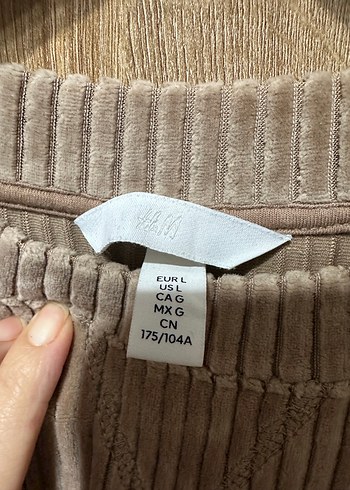 H&M
EUR L
US L
CA G
MX G
CN
175/104A